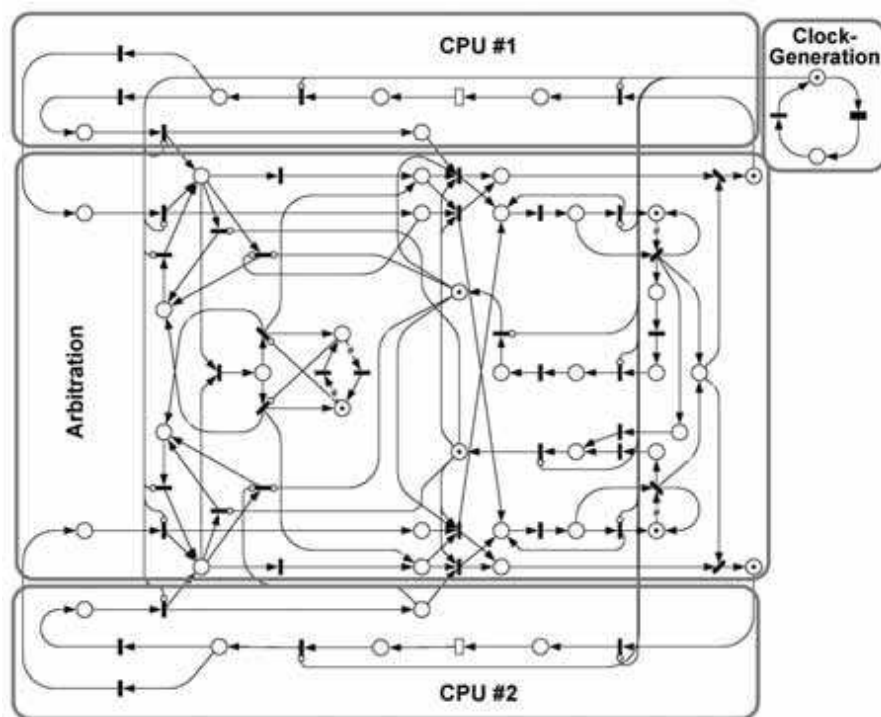 CPU #1
Clock-
Generation
Arbitration
CPU #2